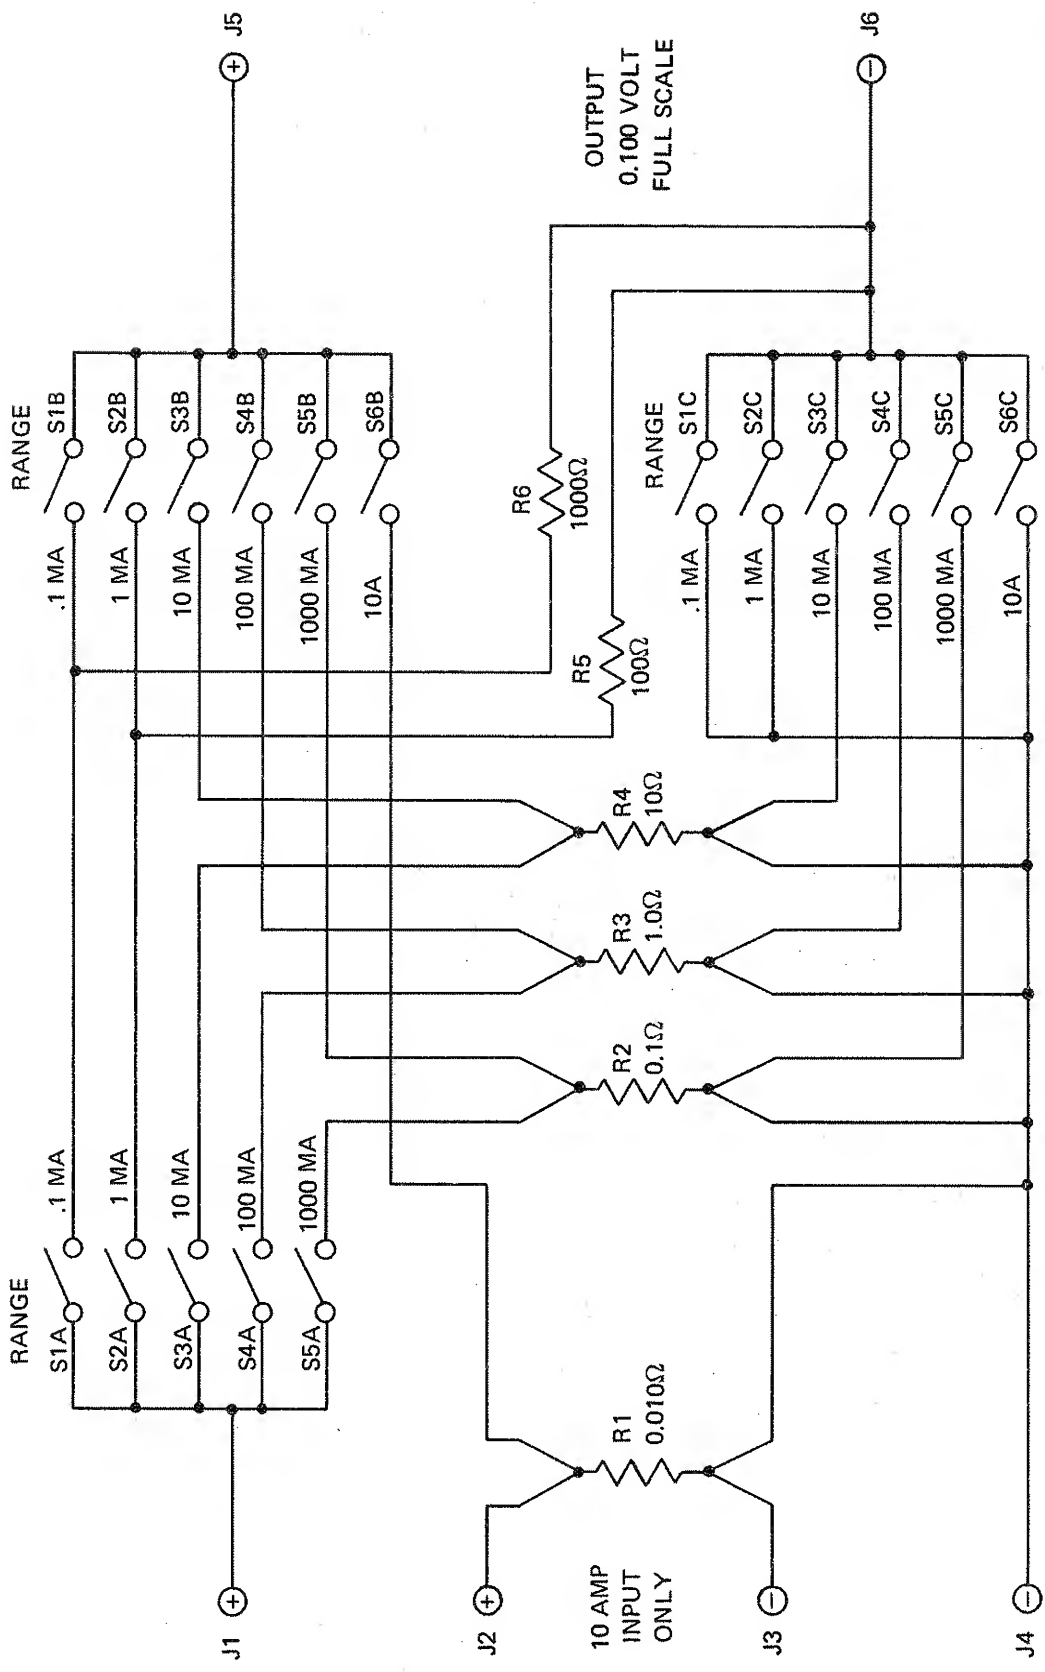 RANGE
S1A
.1 MA
S2A
1 MA
S3A
10 MA
S4A
100 MA
S5A
1000 MA
J1
RANGE
.1 MA
S1B
1 MA
S2B
10 MA
S3B
100 MA
S4B
1000 MA
S5B
10A
S6B
J5
J2
10 AMP
INPUT
ONLY
J3
R1
0.010Ω
R2
0.1Ω
R3
1.0Ω
R4
10Ω
R5
100Ω
R6
1000Ω
OUTPUT
0.100 VOLT
FULL SCALE
RANGE
.1 MA
S1C
1 MA
S2C
10 MA
S3C
100 MA
S4C
1000 MA
S5C
10A
S6C
J6
J4